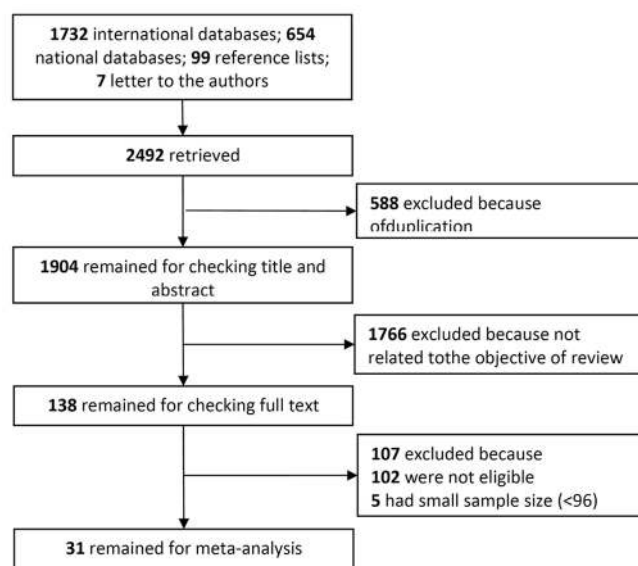 1732 international databases; 654
national databases; 99 reference lists;
7 letter to the authors
2492 retrieved
588 excluded because
ofduplication
1904 remained for checking title and
abstract
1766 excluded because not
related tothe objective of review
138 remained for checking full text
107 excluded because
102 were not eligible
5 had small sample size (<96)
31 remained for meta-analysis